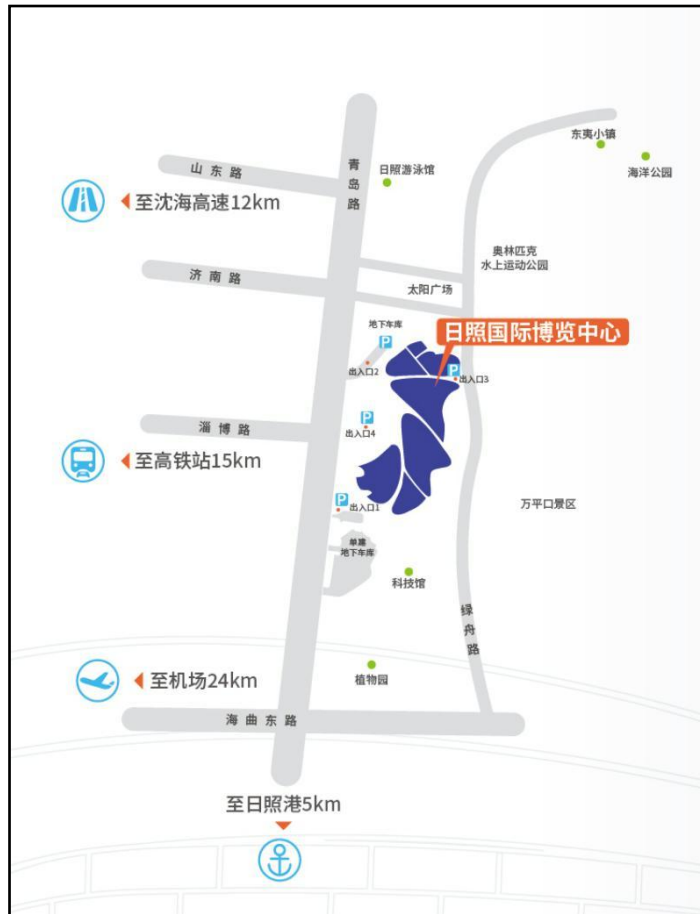 东夷小镇
海洋公园
青岛路
日照游泳馆
山东路
至沈海高速12km
奥林匹克
水上运动公园
济南路
太阳广场
地下车库
日照国际博览中心
P
出入口2
P
出入口3
P
出入口4
淄博路
至高铁站15km
P
出入口1
万平口景区
单建
地下车库
科技馆
绿舟路
植物园
至机场24km
海曲东路
至日照港5km